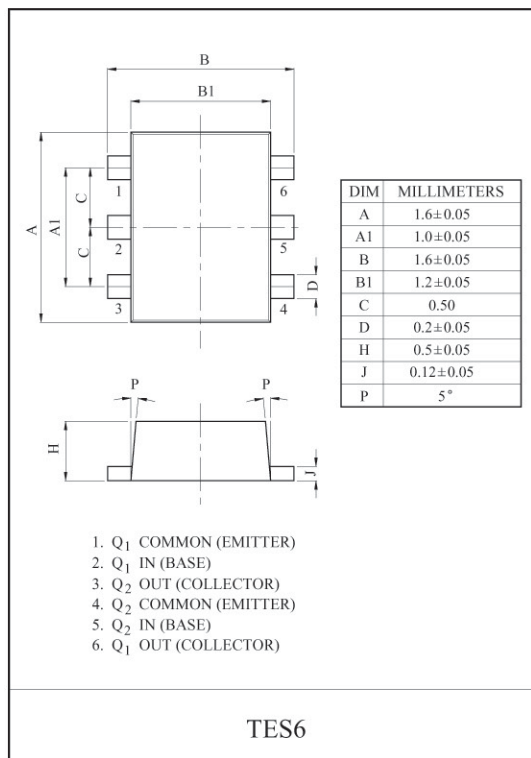 B
B1
A
A1
C
C
D
1
2
3
6
5
4
DIM MILLIMETERS
A 1.6±0.05
A1 1.0±0.05
B 1.6±0.05
B1 1.2±0.05
C 0.50
D 0.2±0.05
H 0.5±0.05
J 0.12±0.05
P 5°
P
P
H
J
1. Q1 COMMON (EMITTER)
2. Q1 IN (BASE)
3. Q2 OUT (COLLECTOR)
4. Q2 COMMON (EMITTER)
5. Q2 IN (BASE)
6. Q1 OUT (COLLECTOR)
TES6